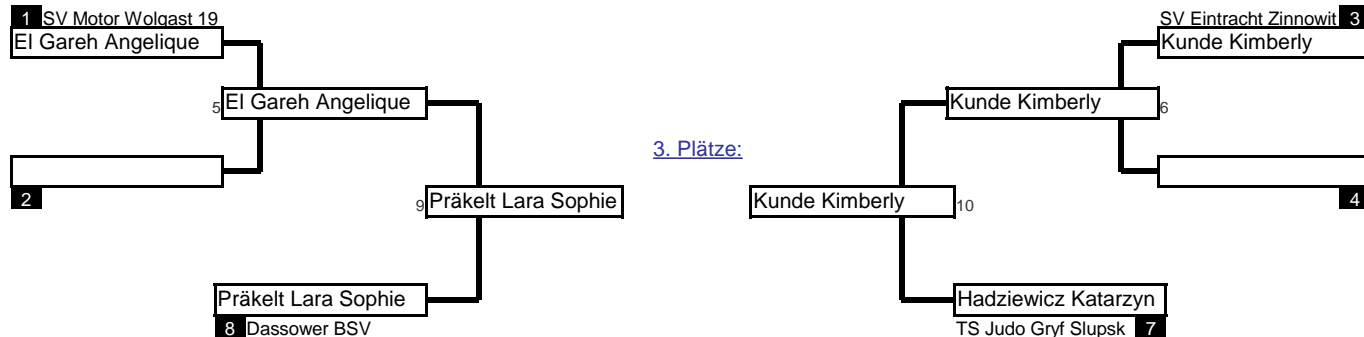 1 SV Motor Wolgast 19
SV Eintracht Zinnowit 3
El Gareh Angelique
Kunde Kimberly
5 El Gareh Angelique
Kunde Kimberly 6
3. Plätze:
2
4
9 Präkelt Lara Sophie
Kunde Kimberly 10
Präkelt Lara Sophie
Hadziewicz Katarzyn
8 Dassower BSV
TS Judo Gryf Slupsk 7